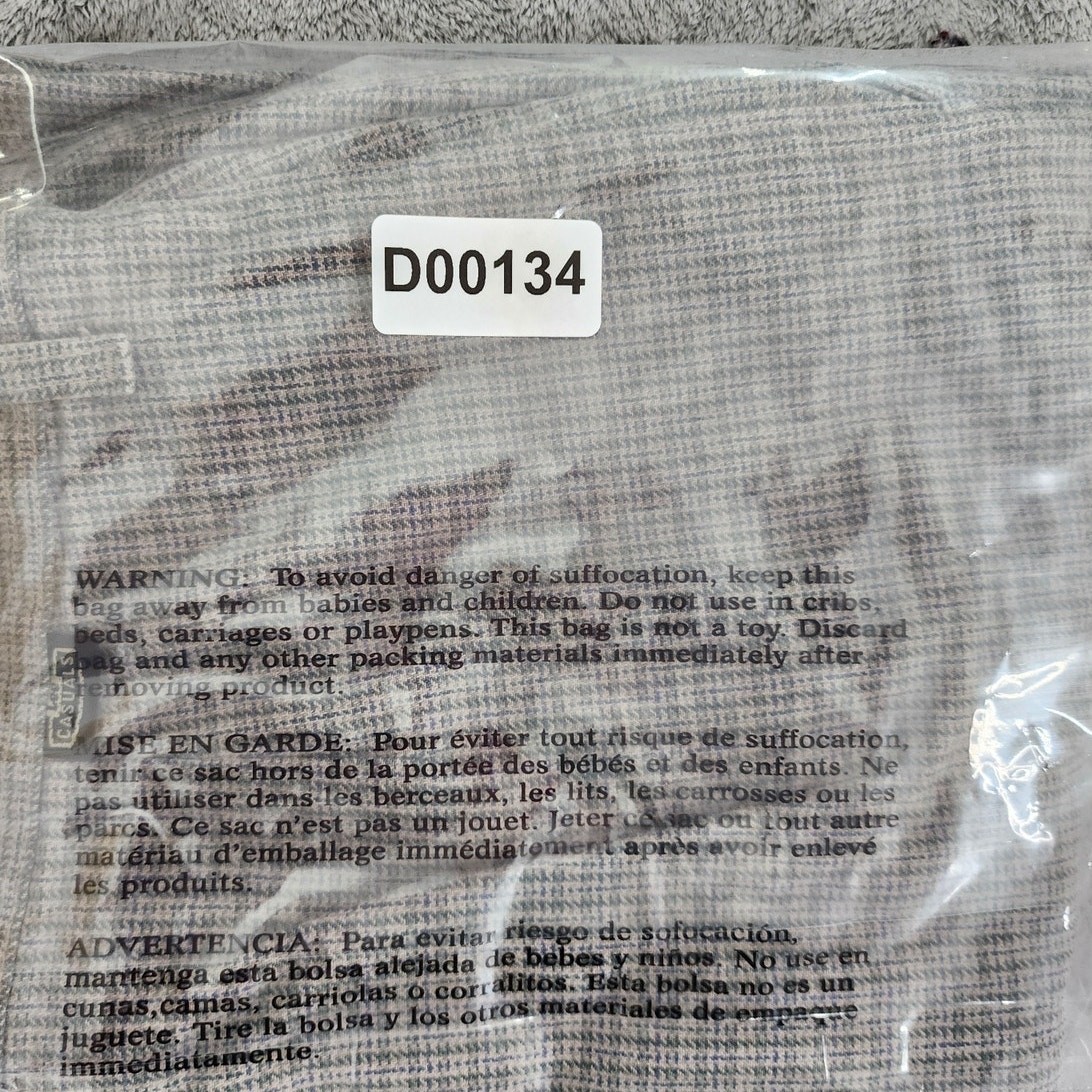 D00134
WARNING: To avoid danger of suffocation, keep this
bag away from babies and children. Do not use in cribs,
beds, carriages or playpens. This bag is not a toy. Discard
bag and any other packing materials immediately after
removing product.
MISE EN GARDE: Pour éviter tout risque de suffocation,
tenir ce sac hors de la portée des bébés et des enfants. Ne
pas utiliser dans les berceaux, les lits, les carrosses ou les
parcs. Ce sac n'est pas un jouet. Jeter ce sac ou tout autre
matériau d'emballage immédiatement après avoir enlevé
les produits.
ADVERTENCIA: Para evitar riesgo de sofocación,
mantenga esta bolsa alejada de bebes y niños. No use en
cunas,camas, carriolas o corralitos. Esta bolsa no es un
juguete. Tire la bolsa y los otros materiales de empaque
immediatamente.
CASUALS